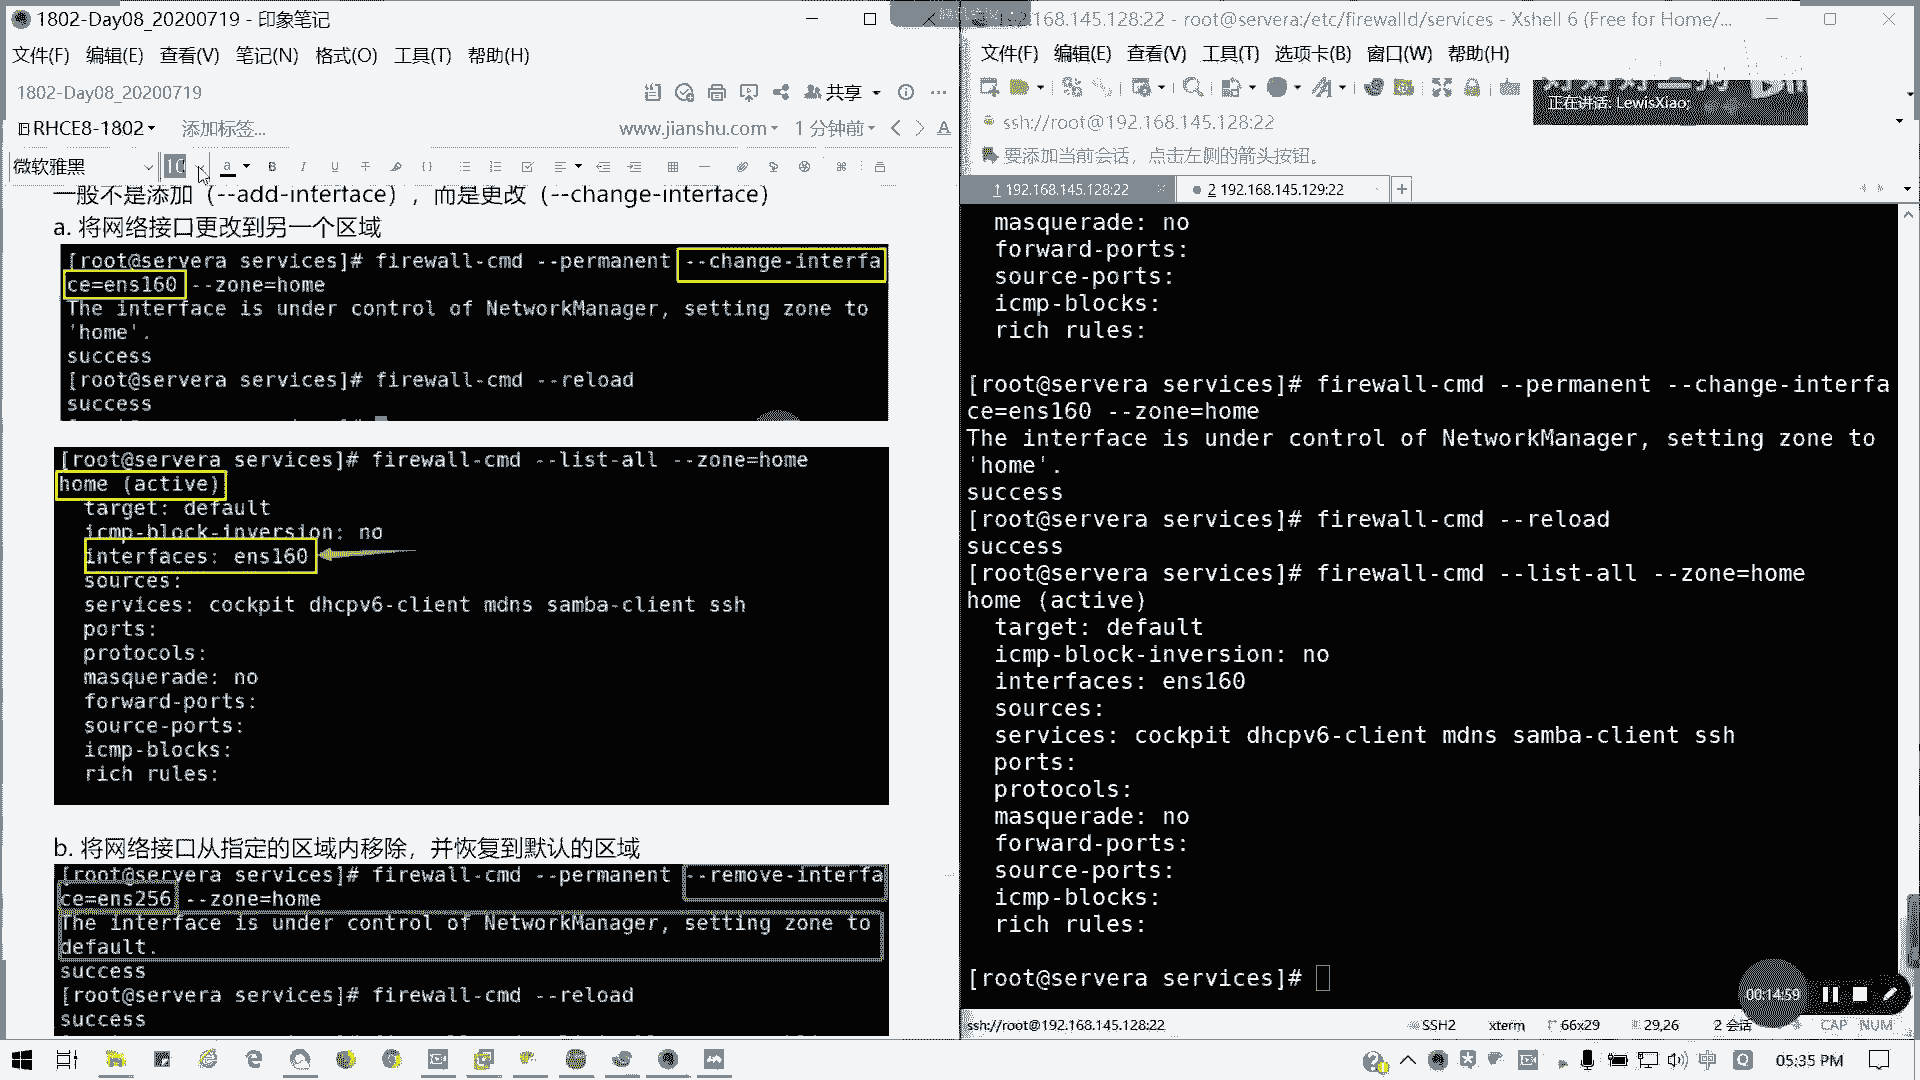 1802-Day08_20200719 - 印象笔记
文件(F) 编辑(E) 查看(V) 笔记(N) 格式(O) 工具(T) 帮助(H)
1802-Day08_20200719
共享
RHCE8-1802 添加标签...
www.jianshu.com 1 分钟前
微软雅黑 10
一般不是添加（--add-interface），而是更改（--change-interface）
a. 将网络接口更改到另一个区域
[root@servera services]# firewall-cmd --permanent --change-interfa
ce=ens160 --zone=home
The interface is under control of NetworkManager, setting zone to
'home'.
success
[root@servera services]# firewall-cmd --reload
success
[root@servera services]# firewall-cmd --list-all --zone=home
home (active)
target: default
icmp-block-inversion: no
interfaces: ens160
sources:
services: cockpit dhcpv6-client mdns samba-client ssh
ports:
protocols:
masquerade: no
forward-ports:
source-ports:
icmp-blocks:
rich rules:
b. 将网络接口从指定的区域内移除，并恢复到默认的区域
[root@servera services]# firewall-cmd --permanent --remove-interfa
ce=ens256 --zone=home
The interface is under control of NetworkManager, setting zone to
default.
success
[root@servera services]# firewall-cmd --reload
success
.168.145.128:22 - root@servera:/etc/firewalld/services - Xshell 6 (Free for Home/...
文件(F) 编辑(E) 查看(V) 工具(T) 选项卡(B) 窗口(W) 帮助(H)
正在讲话: LewisXiao;
ssh://root@192.168.145.128:22
要添加当前会话，点击左侧的箭头按钮。
1 192.168.145.128:22
2 192.168.145.129:22
masquerade: no
forward-ports:
source-ports:
icmp-blocks:
rich rules:
[root@servera services]# firewall-cmd --permanent --change-interfa
ce=ens160 --zone=home
The interface is under control of NetworkManager, setting zone to
'home'.
success
[root@servera services]# firewall-cmd --reload
success
[root@servera services]# firewall-cmd --list-all --zone=home
home (active)
target: default
icmp-block-inversion: no
interfaces: ens160
sources:
services: cockpit dhcpv6-client mdns samba-client ssh
ports:
protocols:
masquerade: no
forward-ports:
source-ports:
icmp-blocks:
rich rules:
[root@servera services]#
00:14:59
ssh://root@192.168.145.128:22 SSH2 xterm 66x29 29,26 2 会话 CAP NUM
中 05:35 PM